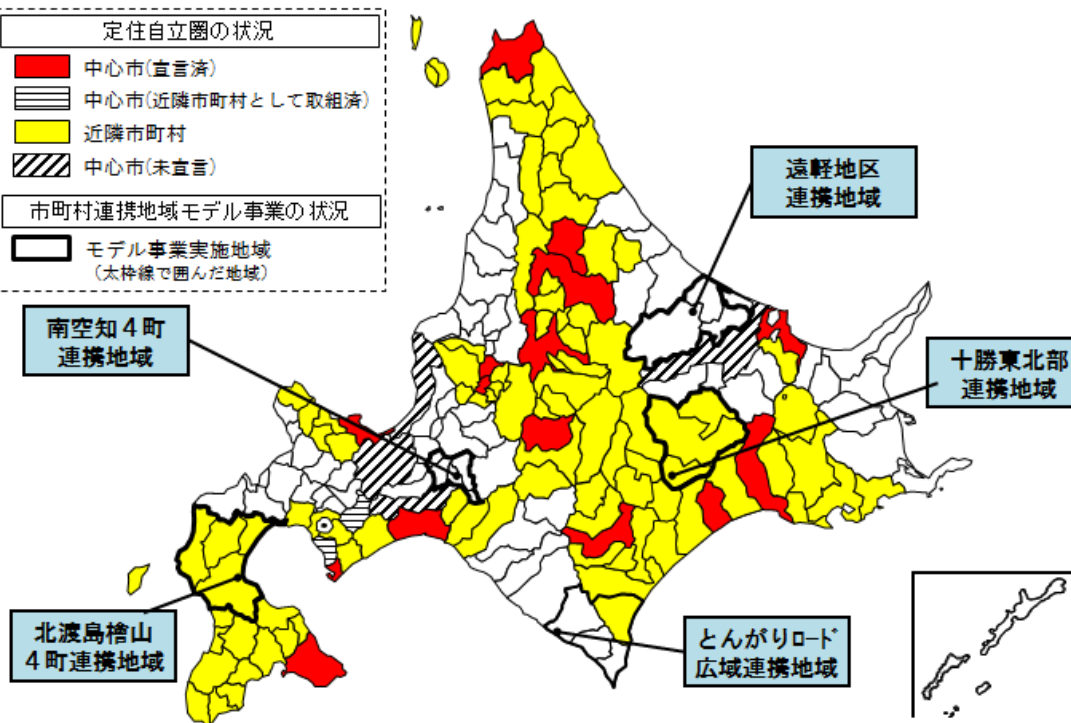 定住自立圏の状況
中心市(宣言済)
中心市(近隣市町村として取組済)
近隣市町村
中心市(未宣言)
市町村連携地域モデル事業の状況
モデル事業実施地域
(太枠線で囲んだ地域)
遠軽地区
連携地域
南空知4町
連携地域
十勝東北部
連携地域
北渡島檜山
4町連携地域
とんがりﾛｰﾄﾞ
広域連携地域